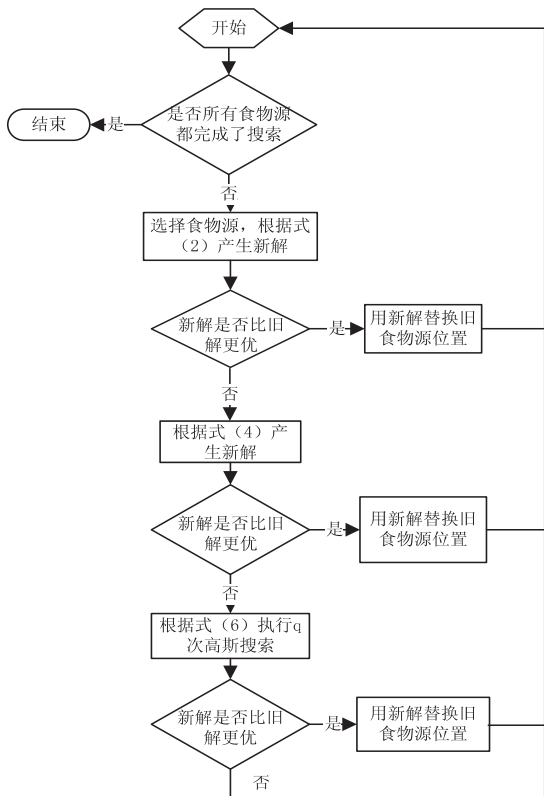 开始
是否所有食物源
都完成了搜索
是
结束
否
选择食物源，根据式
（2）产生新解
新解是否比旧
解更优
是
用新解替换旧
食物源位置
否
根据式（4）产
生新解
新解是否比旧
解更优
是
用新解替换旧
食物源位置
否
根据式（6）执行q
次高斯搜索
新解是否比旧
解更优
是
用新解替换旧
食物源位置
否